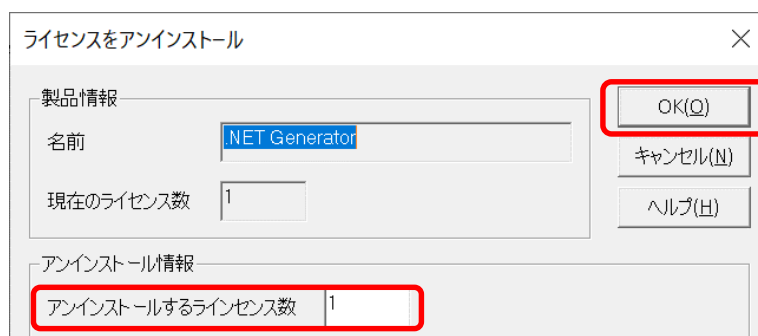 ライセンスをアンインストール
製品情報
名前
.NET Generator
現在のライセンス数
1
OK(O)
キャンセル(N)
ヘルプ(H)
アンインストール情報
アンインストールするラインセンス数
1